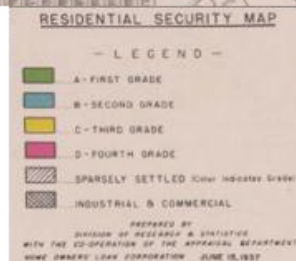 RESIDENTIAL SECURITY MAP
— LEGEND —
A - FIRST GRADE
B - SECOND GRADE
C - THIRD GRADE
D - FOURTH GRADE
SPARSELY SETTLED (Color Indicates Grade)
INDUSTRIAL & COMMERCIAL
PREPARED BY
DIVISION OF RESEARCH & STATISTICS
WITH THE CO-OPERATION OF THE APPRAISAL DEPARTMENT
HOME OWNERS' LOAN CORPORATION JUNE 15, 1937